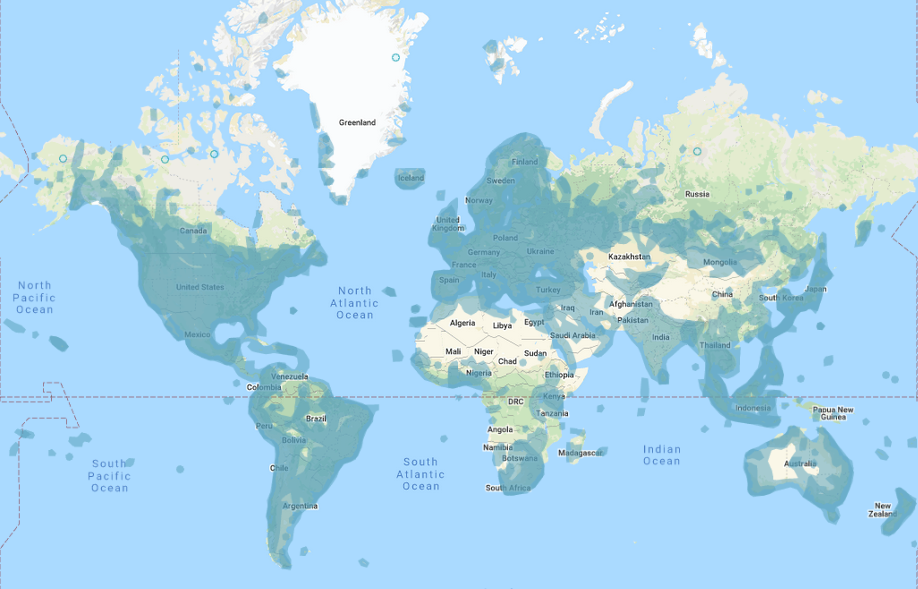 Greenland
Iceland
Finland
Sweden
Norway
Russia
United
Kingdom
Canada
Poland
Germany
Ukraine
France
Kazakhstan
Mongolia
Italy
Spain
Turkey
United States
North
Pacific
Ocean
North
Atlantic
Ocean
China
South Korea
Japan
Afghanistan
Iraq
Iran
Pakistan
Algeria
Libya
Egypt
Saudi Arabia
India
Thailand
Mexico
Mali
Niger
Chad
Sudan
Nigeria
Ethiopia
Venezuela
Colombia
Kenya
DRC
Tanzania
Indonesia
Papua New
Guinea
Brazil
Peru
Bolivia
Angola
Namibia
Botswana
Madagascar
Indian
Ocean
Australia
South
Pacific
Ocean
Chile
South
Atlantic
Ocean
South Africa
Argentina
New
Zealand